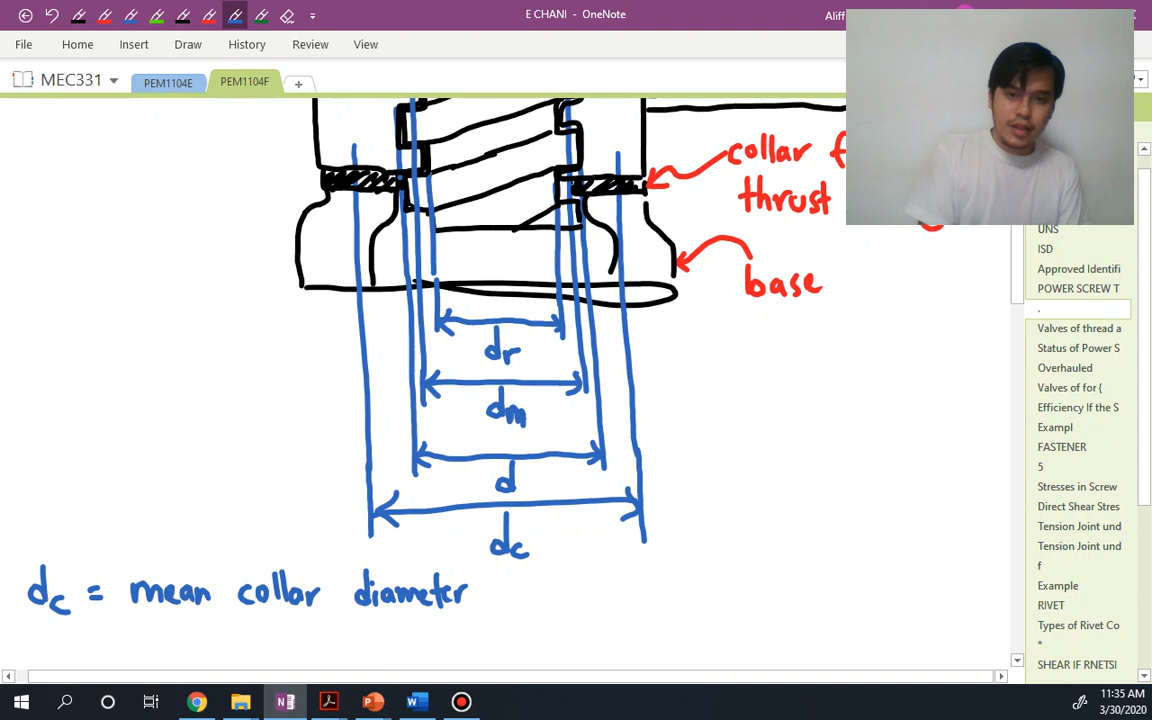 E CHANI - OneNote
Aliff
File Home Insert Draw History Review View
MEC331
PEM1104E
PEM1104F
collar
thrust
base
dr
dm
d
dc
dc = mean collar diameter
UNS
ISD
Approved Identifi
POWER SCREW T
.
Valves of thread a
Status of Power S
Overhauled
Valves of for {
Efficiency If the S
Exampl
FASTENER
5
Stresses in Screw
Direct Shear Stres
Tension Joint und
Tension Joint und
f
Example
RIVET
Types of Rivet Co
*
SHEAR IF RNETSI
11:35 AM
3/30/2020